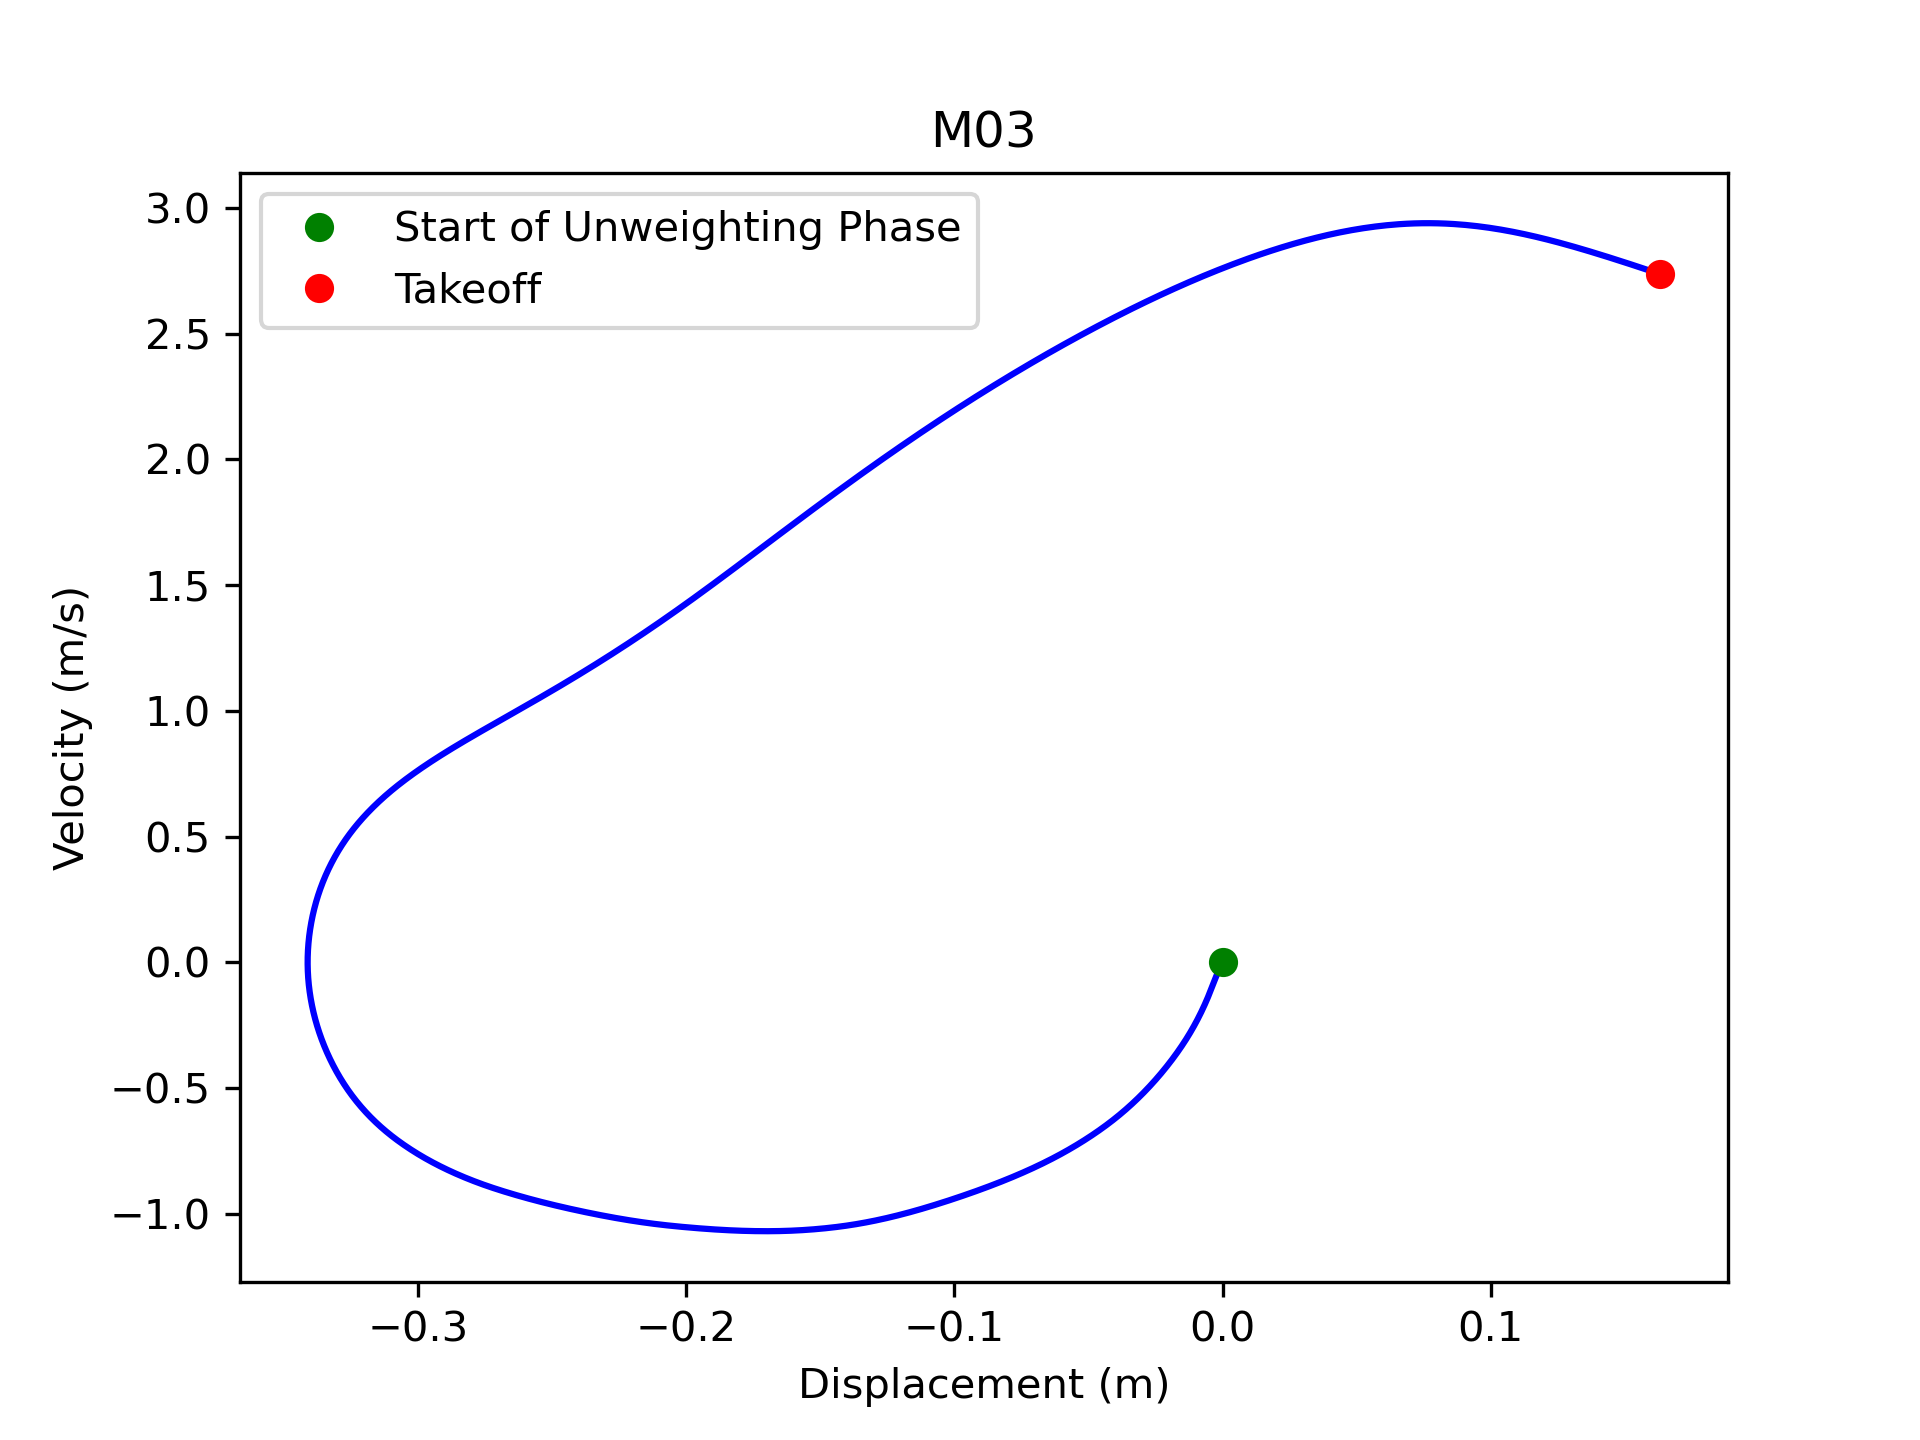 M03
Start of Unweighting Phase
Takeoff
3.0
2.5
2.0
1.5
1.0
0.5
0.0
−0.5
−1.0
Velocity (m/s)
−0.3 −0.2 −0.1 0.0 0.1
Displacement (m)